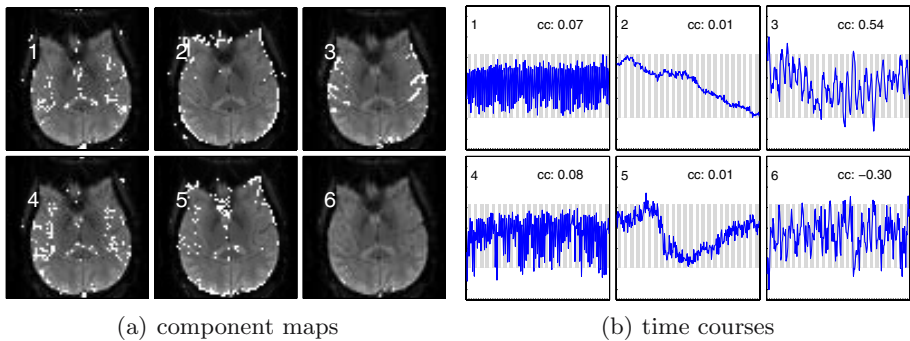 1 2 3
4 5 6
1 cc: 0.07
2 cc: 0.01
3 cc: 0.54
4 cc: 0.08
5 cc: 0.01
6 cc: −0.30
(a) component maps
(b) time courses